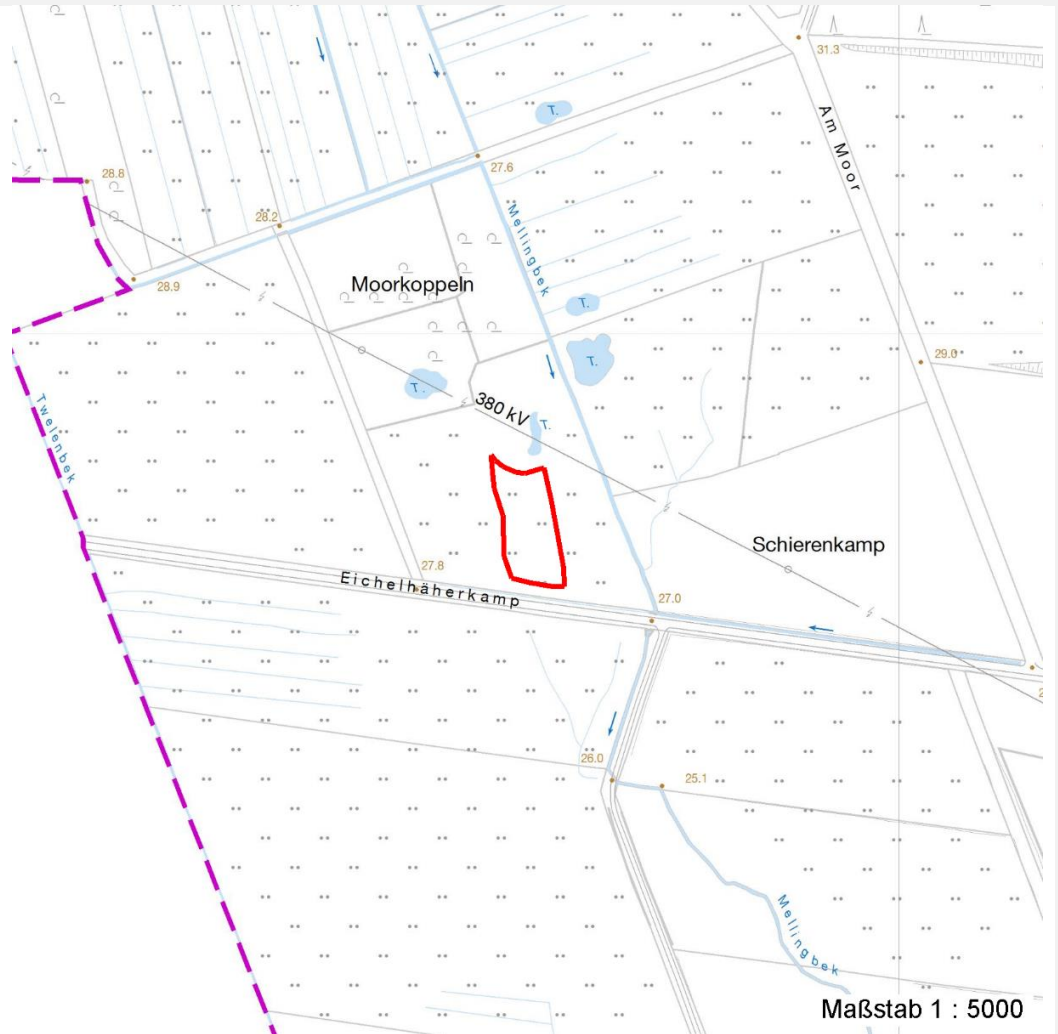 31.3
T.
Am Moor
27.6
28.8
28.2
Mellingbek
Moorkoppeln
28.9
T.
29.0
T.
T.
380 kV
T.
Twelenbek
Schierenkamp
27.8
Eichelhäherkamp
27.0
26.0
25.1
Mellingbek
Maßstab 1 : 5000